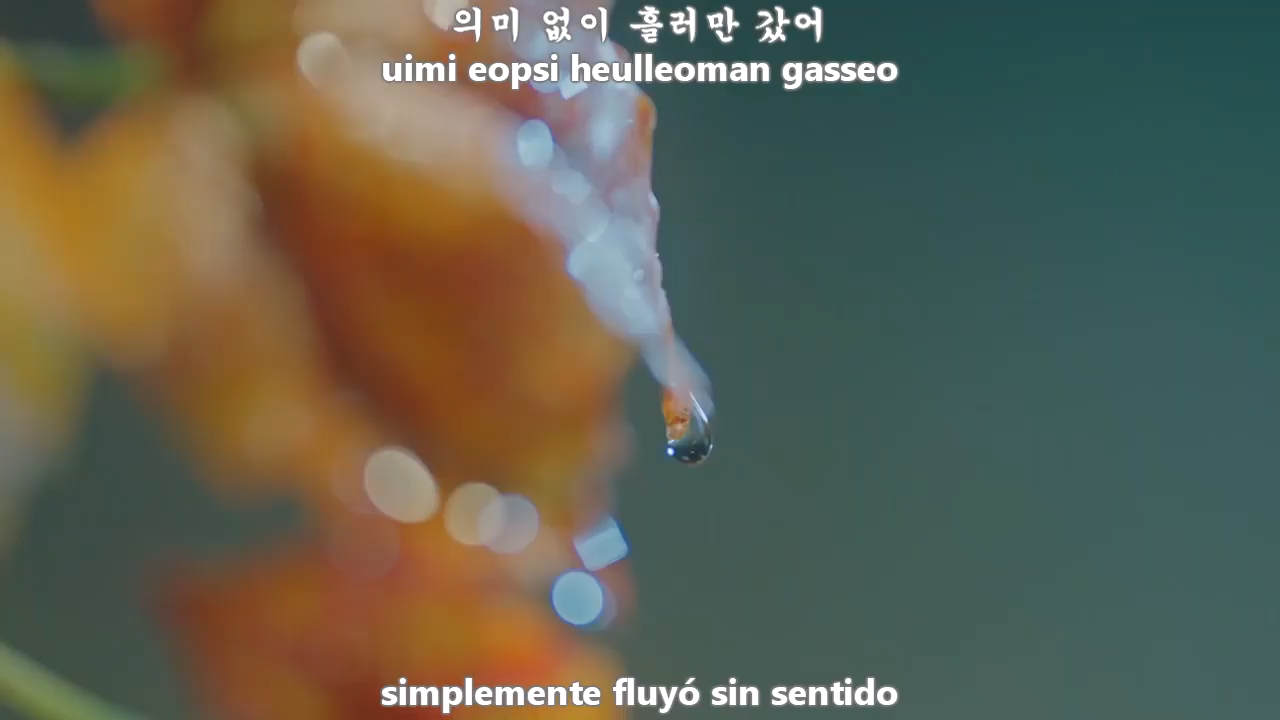 의미 없이 흘러만 갔어
uimi eopsi heulleoman gasseo
simplemente fluyó sin sentido